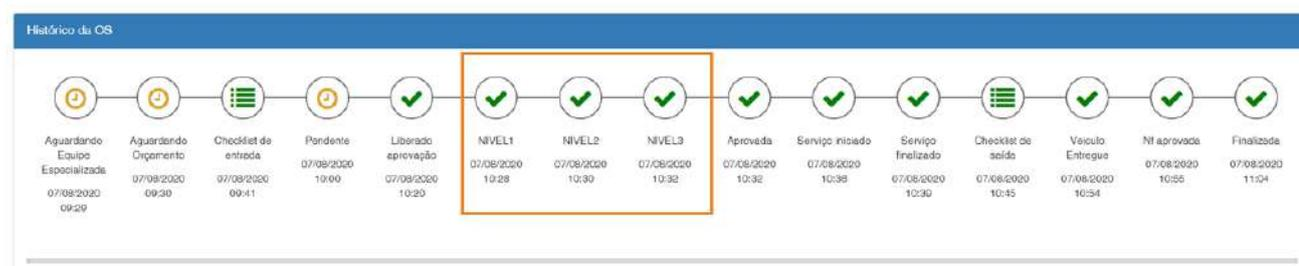 Histórico da OS
Aguardando
Equipe
Especializada
07/08/2020
09:29
Aguardando
Orçamento
07/08/2020
09:30
Checklist de
entrada
07/08/2020
09:41
Pendente
07/08/2020
10:00
Liberado
aprovação
07/08/2020
10:20
NIVEL1
07/08/2020
10:28
NIVEL2
07/08/2020
10:30
NIVEL3
07/08/2020
10:32
Aprovada
07/08/2020
10:32
Serviço iniciado
07/08/2020
10:36
Serviço
finalizado
07/08/2020
10:39
Checklist de
saída
07/08/2020
10:45
Veiculo
Entregue
07/08/2020
10:54
Nf aprovada
07/08/2020
10:55
Finalizada
07/08/2020
11:04